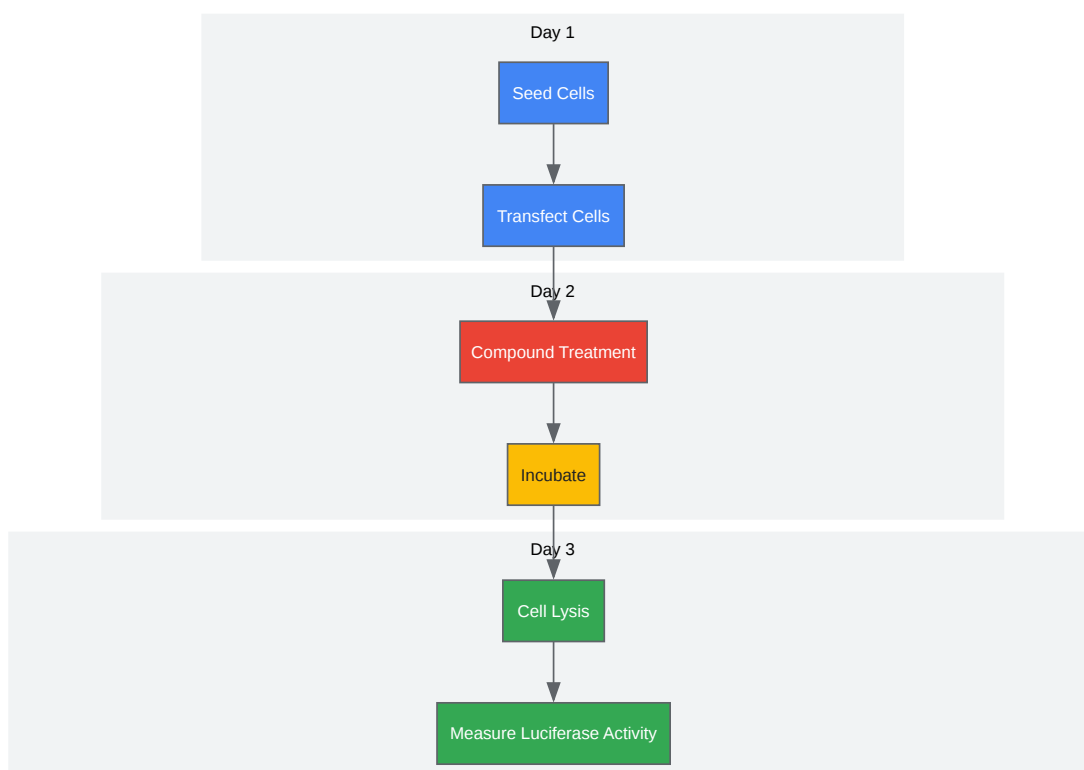 Day 1
Seed Cells
Transfect Cells
Day 2
Compound Treatment
Incubate
Day 3
Cell Lysis
Measure Luciferase Activity